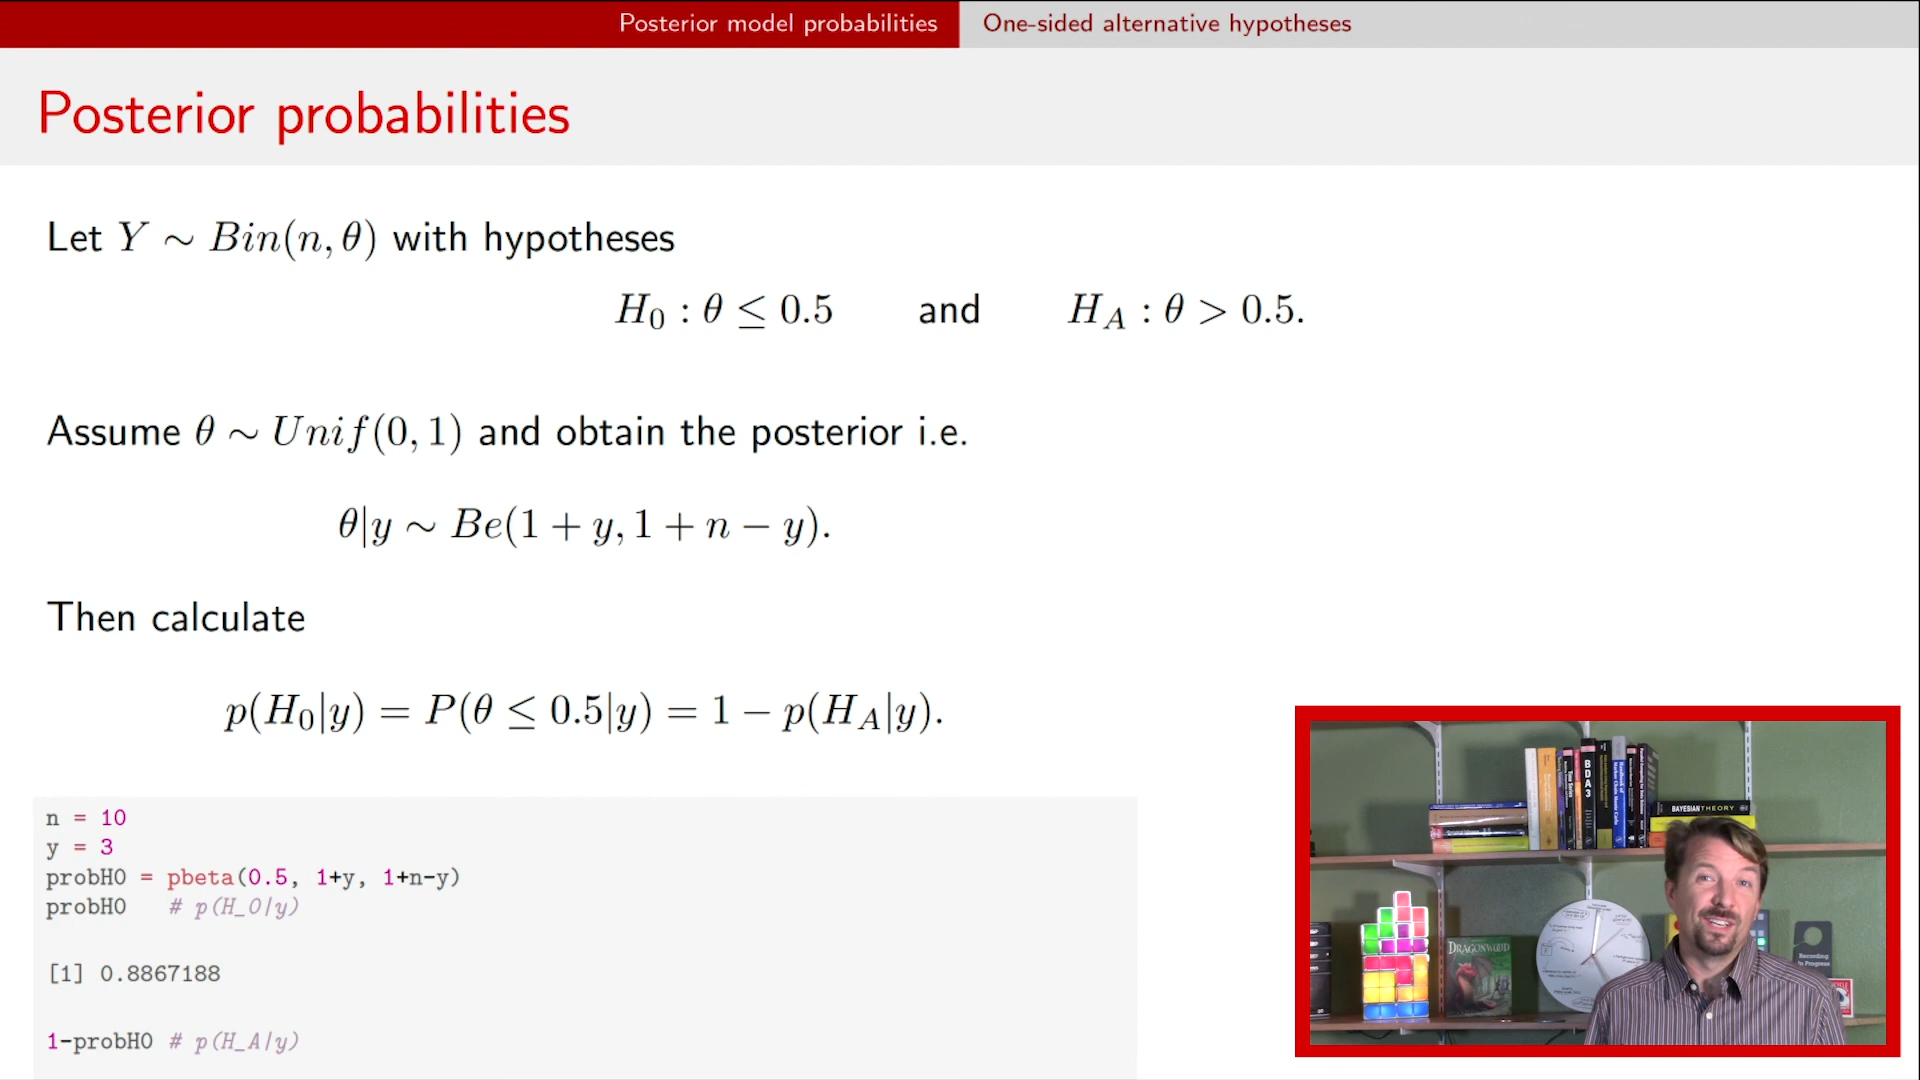 Posterior model probabilities
One-sided alternative hypotheses
Posterior probabilities
Let Y ∼ Bin(n, θ) with hypotheses
H₀ : θ ≤ 0.5 and H_A : θ > 0.5.
Assume θ ∼ Unif(0, 1) and obtain the posterior i.e.
θ|y ∼ Be(1 + y, 1 + n − y).
Then calculate
p(H₀|y) = P(θ ≤ 0.5|y) = 1 − p(H_A|y).
n = 10
y = 3
probH0 = pbeta(0.5, 1+y, 1+n-y)
probH0 # p(H_0|y)
[1] 0.8867188
1-probH0 # p(H_A|y)
BDA3
BAYESIAN THEORY
DRAGONWOOD
Recording
In Progress